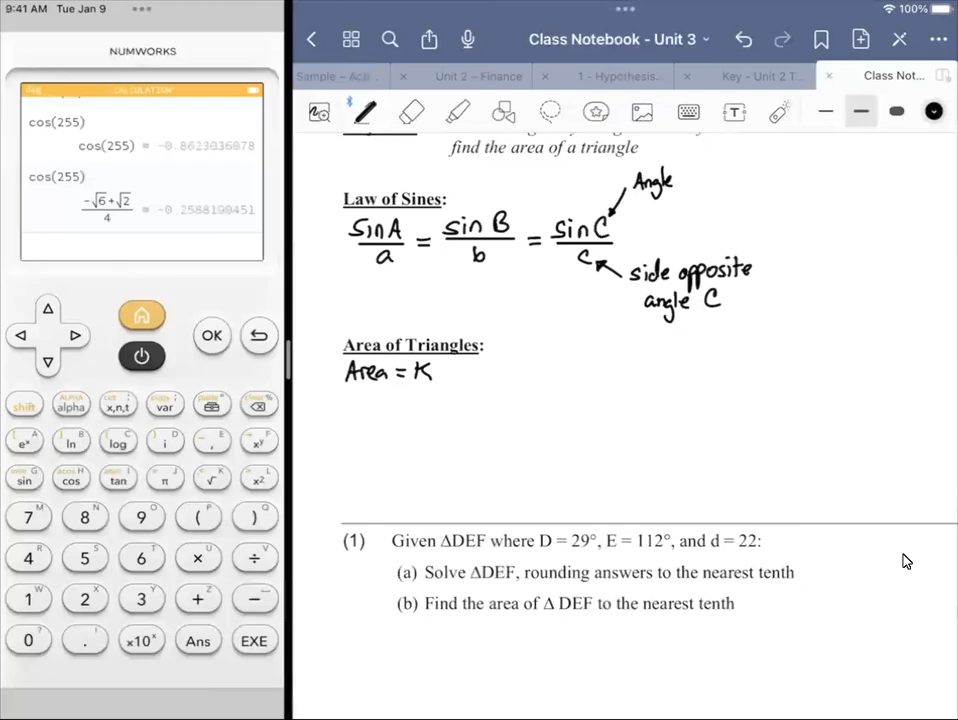 9:41 AM Tue Jan 9
100%
NUMWORKS
CALCULATION
cos(255)
cos(255) = -0.8623036078
cos(255)
(-√6+√2)/4 = -0.2588190451
shift alpha x,n,t var
e^x ln log i , x^y
sin cos tan π √ x²
7 8 9 ( )
4 5 6 × ÷
1 2 3 + −
0 . ×10^x Ans EXE
OK
Class Notebook - Unit 3
Sample – Acti...
Unit 2 – Finance
1 - Hypothesis.
Key - Unit 2 T...
Class Not...
find the area of a triangle
Law of Sines:
Angle
sin A/a = sin B/b = sin C/c
side opposite
angle C
Area of Triangles:
Area = K
(1) Given ΔDEF where D = 29°, E = 112°, and d = 22:
(a) Solve ΔDEF, rounding answers to the nearest tenth
(b) Find the area of Δ DEF to the nearest tenth